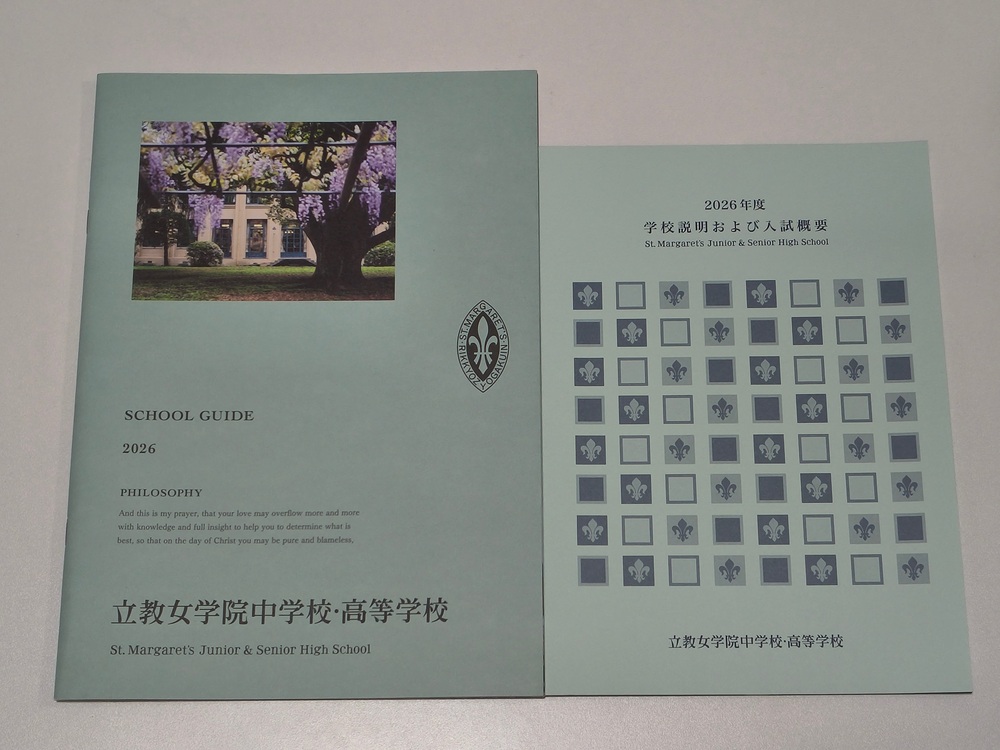 ST. MARGARET'S
RIKKYO JOGAKUIN
SCHOOL GUIDE
2026
PHILOSOPHY
And this is my prayer, that your love may overflow more and more
with knowledge and full insight to help you to determine what is
best, so that on the day of Christ you may be pure and blameless,
立教女学院中学校・高等学校
St. Margaret's Junior & Senior High School
2026年度
学校説明および入試概要
St. Margaret's Junior & Senior High School
立教女学院中学校・高等学校